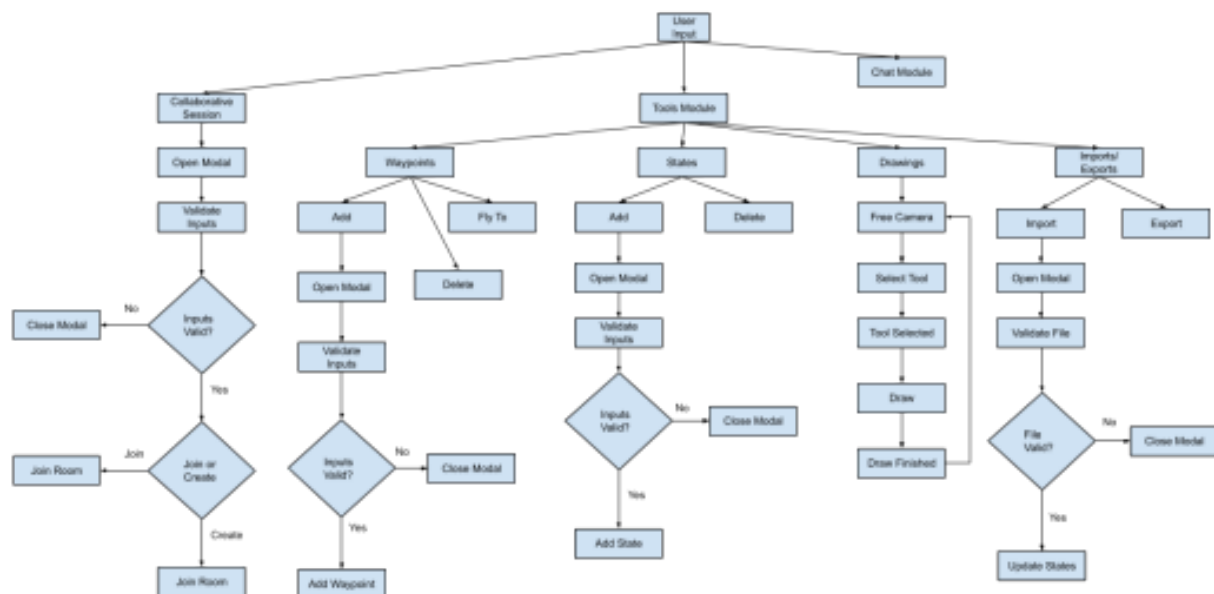 User
Input
Chat Module
Collaborative
Session
Tools Module
Open Modal
Waypoints
States
Drawings
Imports/
Exports
Validate
Inputs
Add
Fly To
Add
Delete
Free Camera
Import
Export
Open Modal
Delete
Open Modal
Select Tool
Open Modal
No
Close Modal
Inputs
Valid?
Validate
Inputs
Validate
Inputs
Tool Selected
Validate File
Yes
Inputs
Valid?
No
Close Modal
Draw
File
Valid?
No
Close Modal
Join
Join Room
Join or
Create
Inputs
Valid?
No
Close Modal
Draw Finished
Yes
Create
Yes
Yes
Add State
Join Room
Add Waypoint
Update States